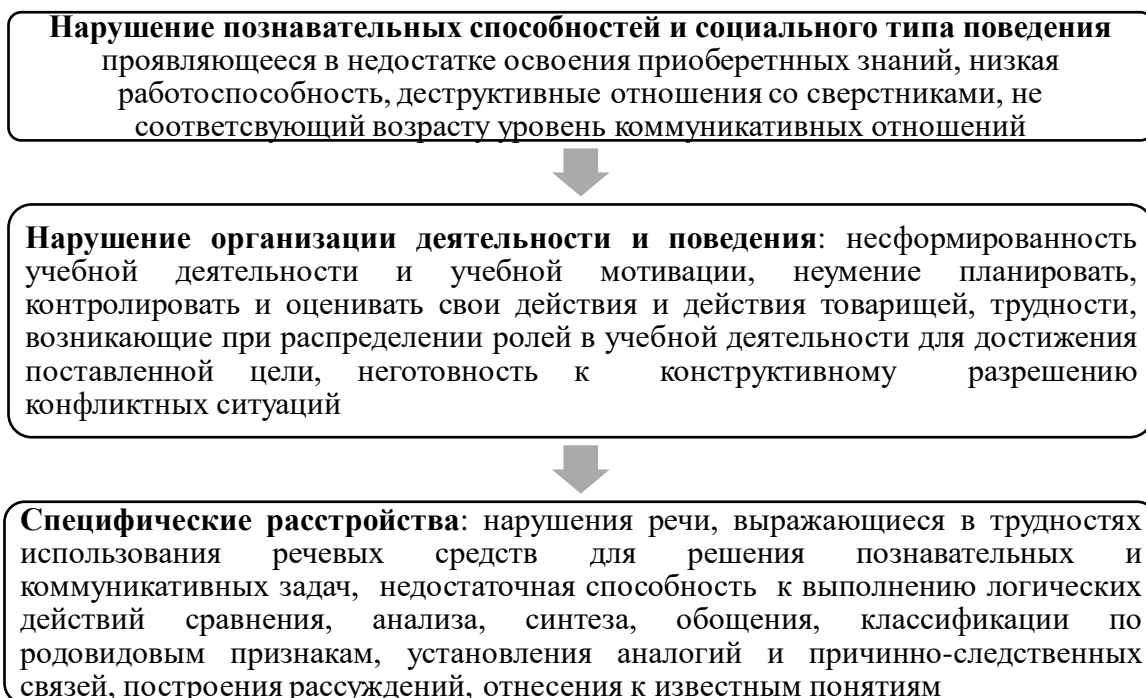 Нарушение познавательных способностей и социального типа поведения
проявляющееся в недостатке освоения приоберетнных знаний, низкая
работоспособность, деструктивные отношения со сверстниками, не
соответсвующий возрасту уровень коммуникативных отношений
Нарушение организации деятельности и поведения: несформированность
учебной деятельности и учебной мотивации, неумение планировать,
контролировать и оценивать свои действия и действия товарищей, трудности,
возникающие при распределении ролей в учебной деятельности для достижения
поставленной цели, неготовность к конструктивному разрешению
конфликтных ситуаций
Специфические расстройства: нарушения речи, выражающиеся в трудностях
использования речевых средств для решения познавательных и
коммуникативных задач, недостаточная способность к выполнению логических
действий сравнения, анализа, синтеза, обощения, классификации по
родовидовым признакам, установления аналогий и причинно-следственных
связей, построения рассуждений, отнесения к известным понятиям